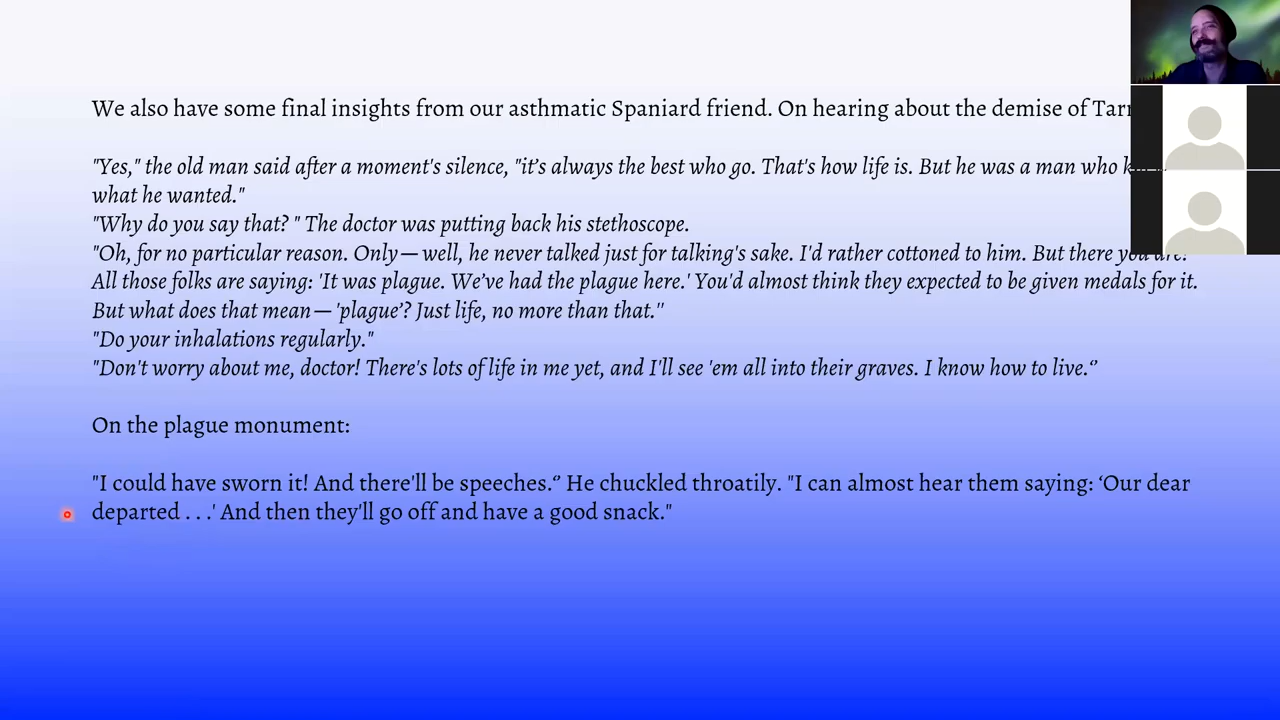 We also have some final insights from our asthmatic Spaniard friend. On hearing about the demise of
"Yes," the old man said after a moment's silence, "it's always the best who go. That's how life is. But he was a man who
what he wanted."
"Why do you say that? " The doctor was putting back his stethoscope.
"Oh, for no particular reason. Only — well, he never talked just for talking's sake. I'd rather cottoned to him. But there you are!
All those folks are saying: 'It was plague. We’ve had the plague here.' You'd almost think they expected to be given medals for it.
But what does that mean — 'plague’? Just life, no more than that.''
"Do your inhalations regularly."
"Don't worry about me, doctor! There's lots of life in me yet, and I'll see 'em all into their graves. I know how to live.‘’
On the plague monument:
"I could have sworn it! And there'll be speeches.‘’ He chuckled throatily. "I can almost hear them saying: ‘Our dear
departed . . .' And then they'll go off and have a good snack."